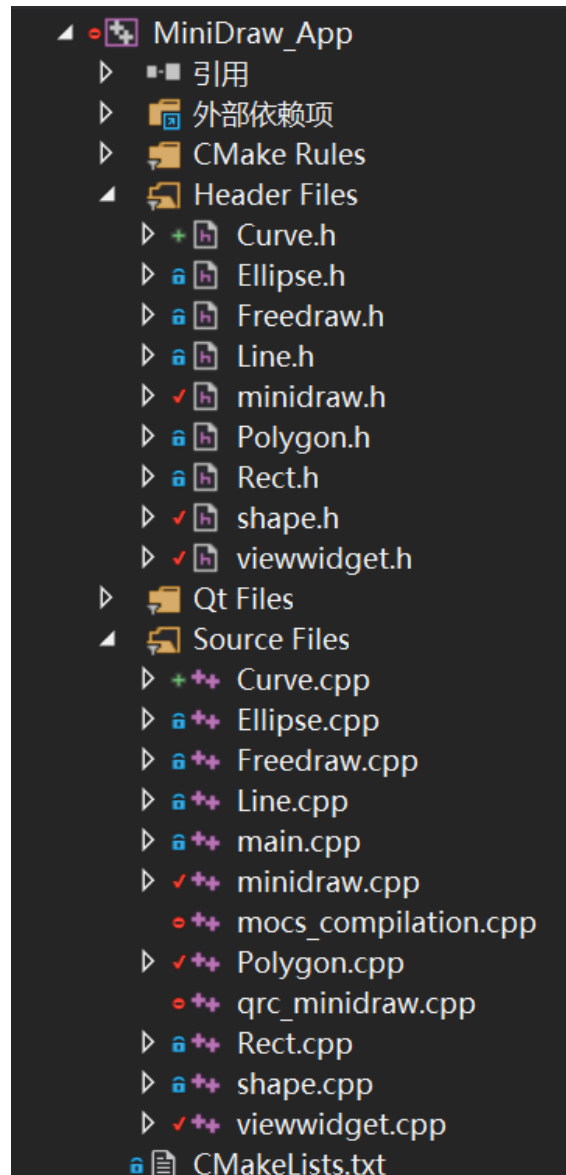 MiniDraw_App
引用
外部依赖项
CMake Rules
Header Files
Curve.h
Ellipse.h
Freedraw.h
Line.h
minidraw.h
Polygon.h
Rect.h
shape.h
viewwidget.h
Qt Files
Source Files
Curve.cpp
Ellipse.cpp
Freedraw.cpp
Line.cpp
main.cpp
minidraw.cpp
mocs_compilation.cpp
Polygon.cpp
qrc_minidraw.cpp
Rect.cpp
shape.cpp
viewwidget.cpp
CMakeLists.txt